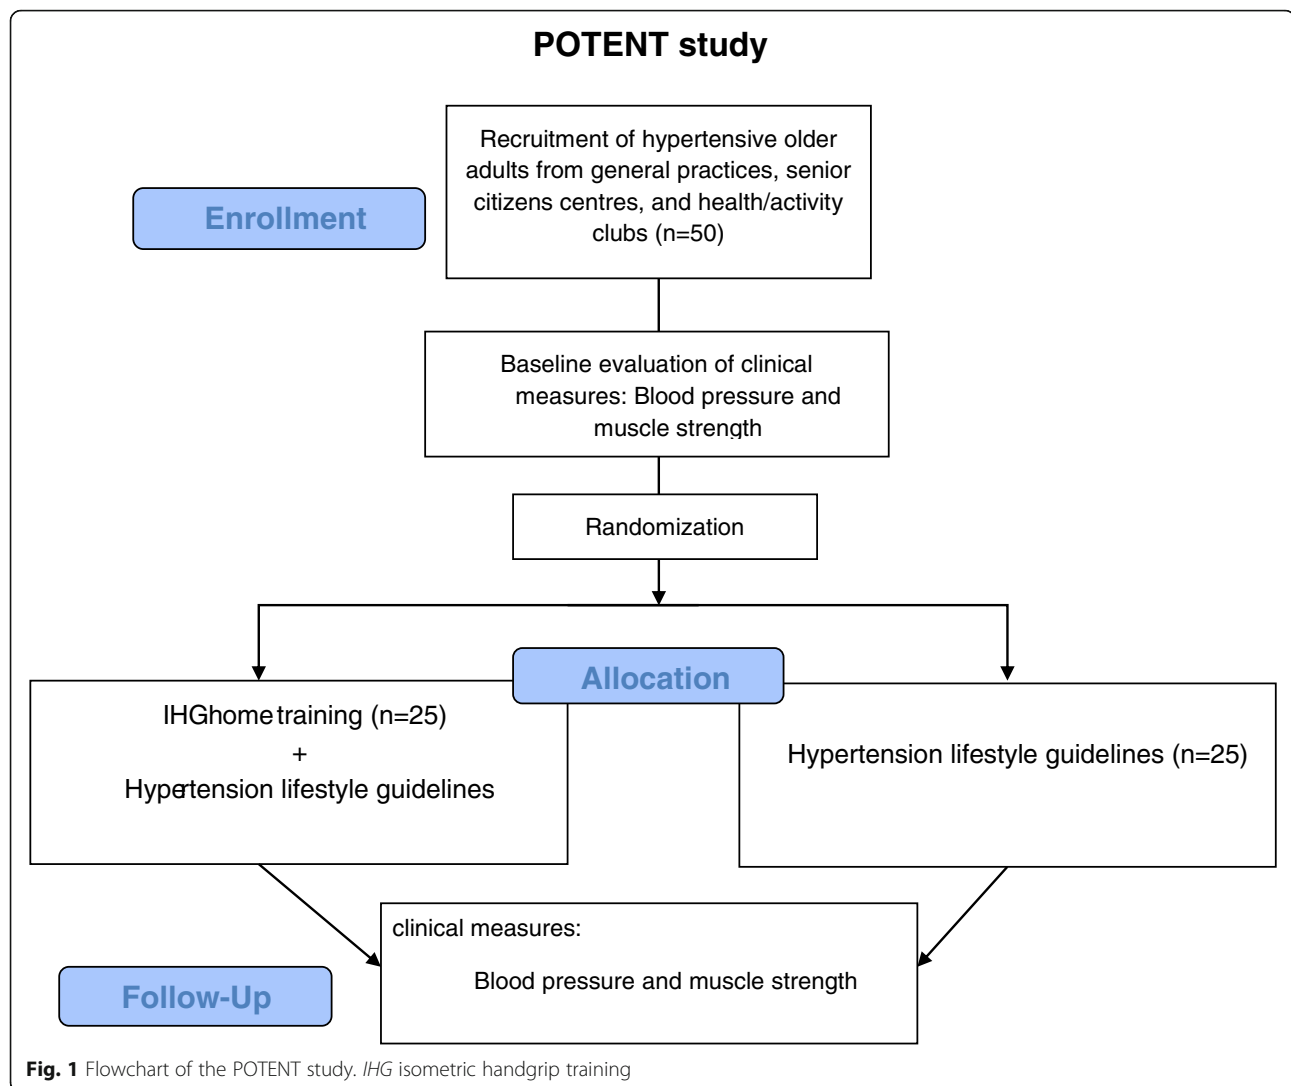 POTENT study
Recruitment of hypertensive older
adults from general practices, senior
citizens centres, and health/activity
clubs (n=50)
Enrollment
Baseline evaluation of clinical
measures: Blood pressure and
muscle strength
Randomization
Allocation
IHGhome training (n=25)
+
Hypertension lifestyle guidelines
Hypertension lifestyle guidelines (n=25)
clinical measures:
Blood pressure and muscle strength
Follow-Up
Fig. 1 Flowchart of the POTENT study. IHG isometric handgrip training